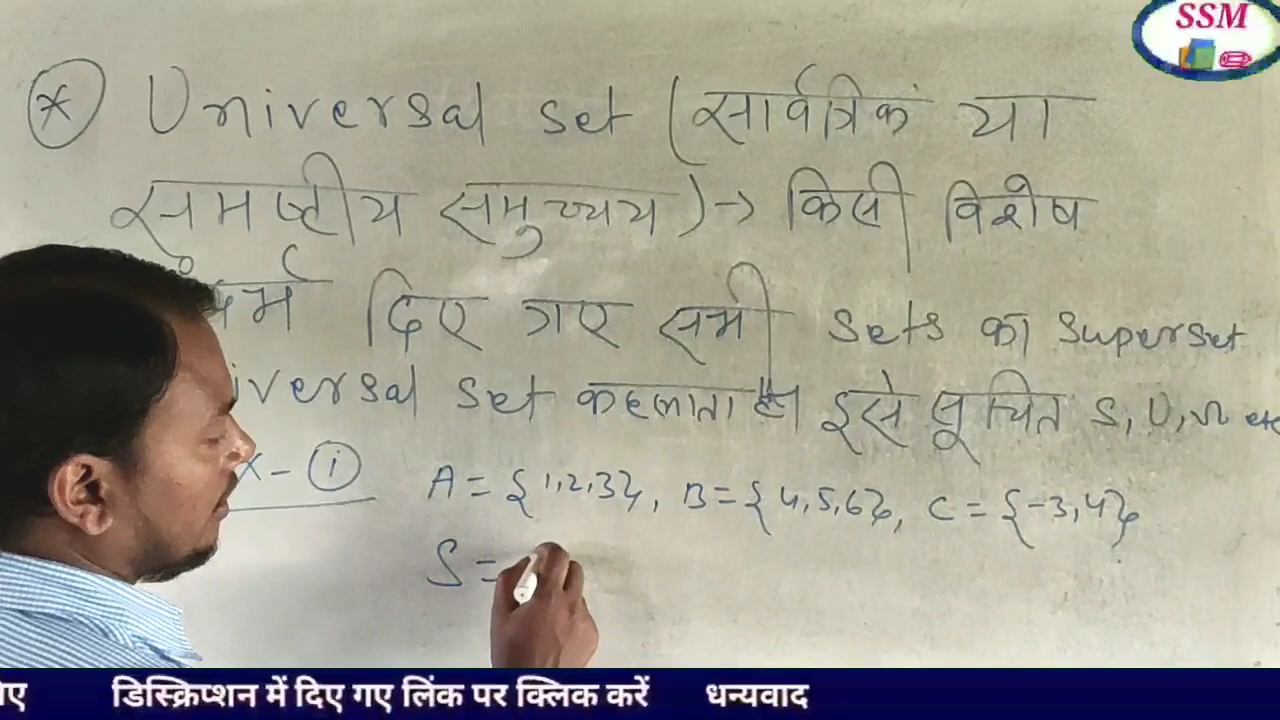 SSM
* Universal set (सार्वत्रिक या
समष्टीय समुच्चय) -> किसी विशेष
दिए गए सभी sets का superset
set कहलाता है। इसे सूचित S, U, Ω etc
① A = {1,2,3}, B = {4,5,6}, C = {-3,4}
S =
डिस्क्रिप्शन में दिए गए लिंक पर क्लिक करें धन्यवाद